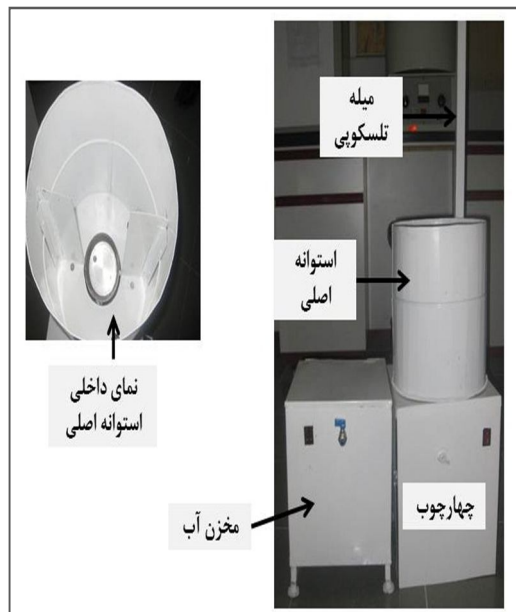 میله
تلسکوپی
استوانه
اصلی
نمای داخلی
استوانه اصلی
مخزن آب
چهارچوب